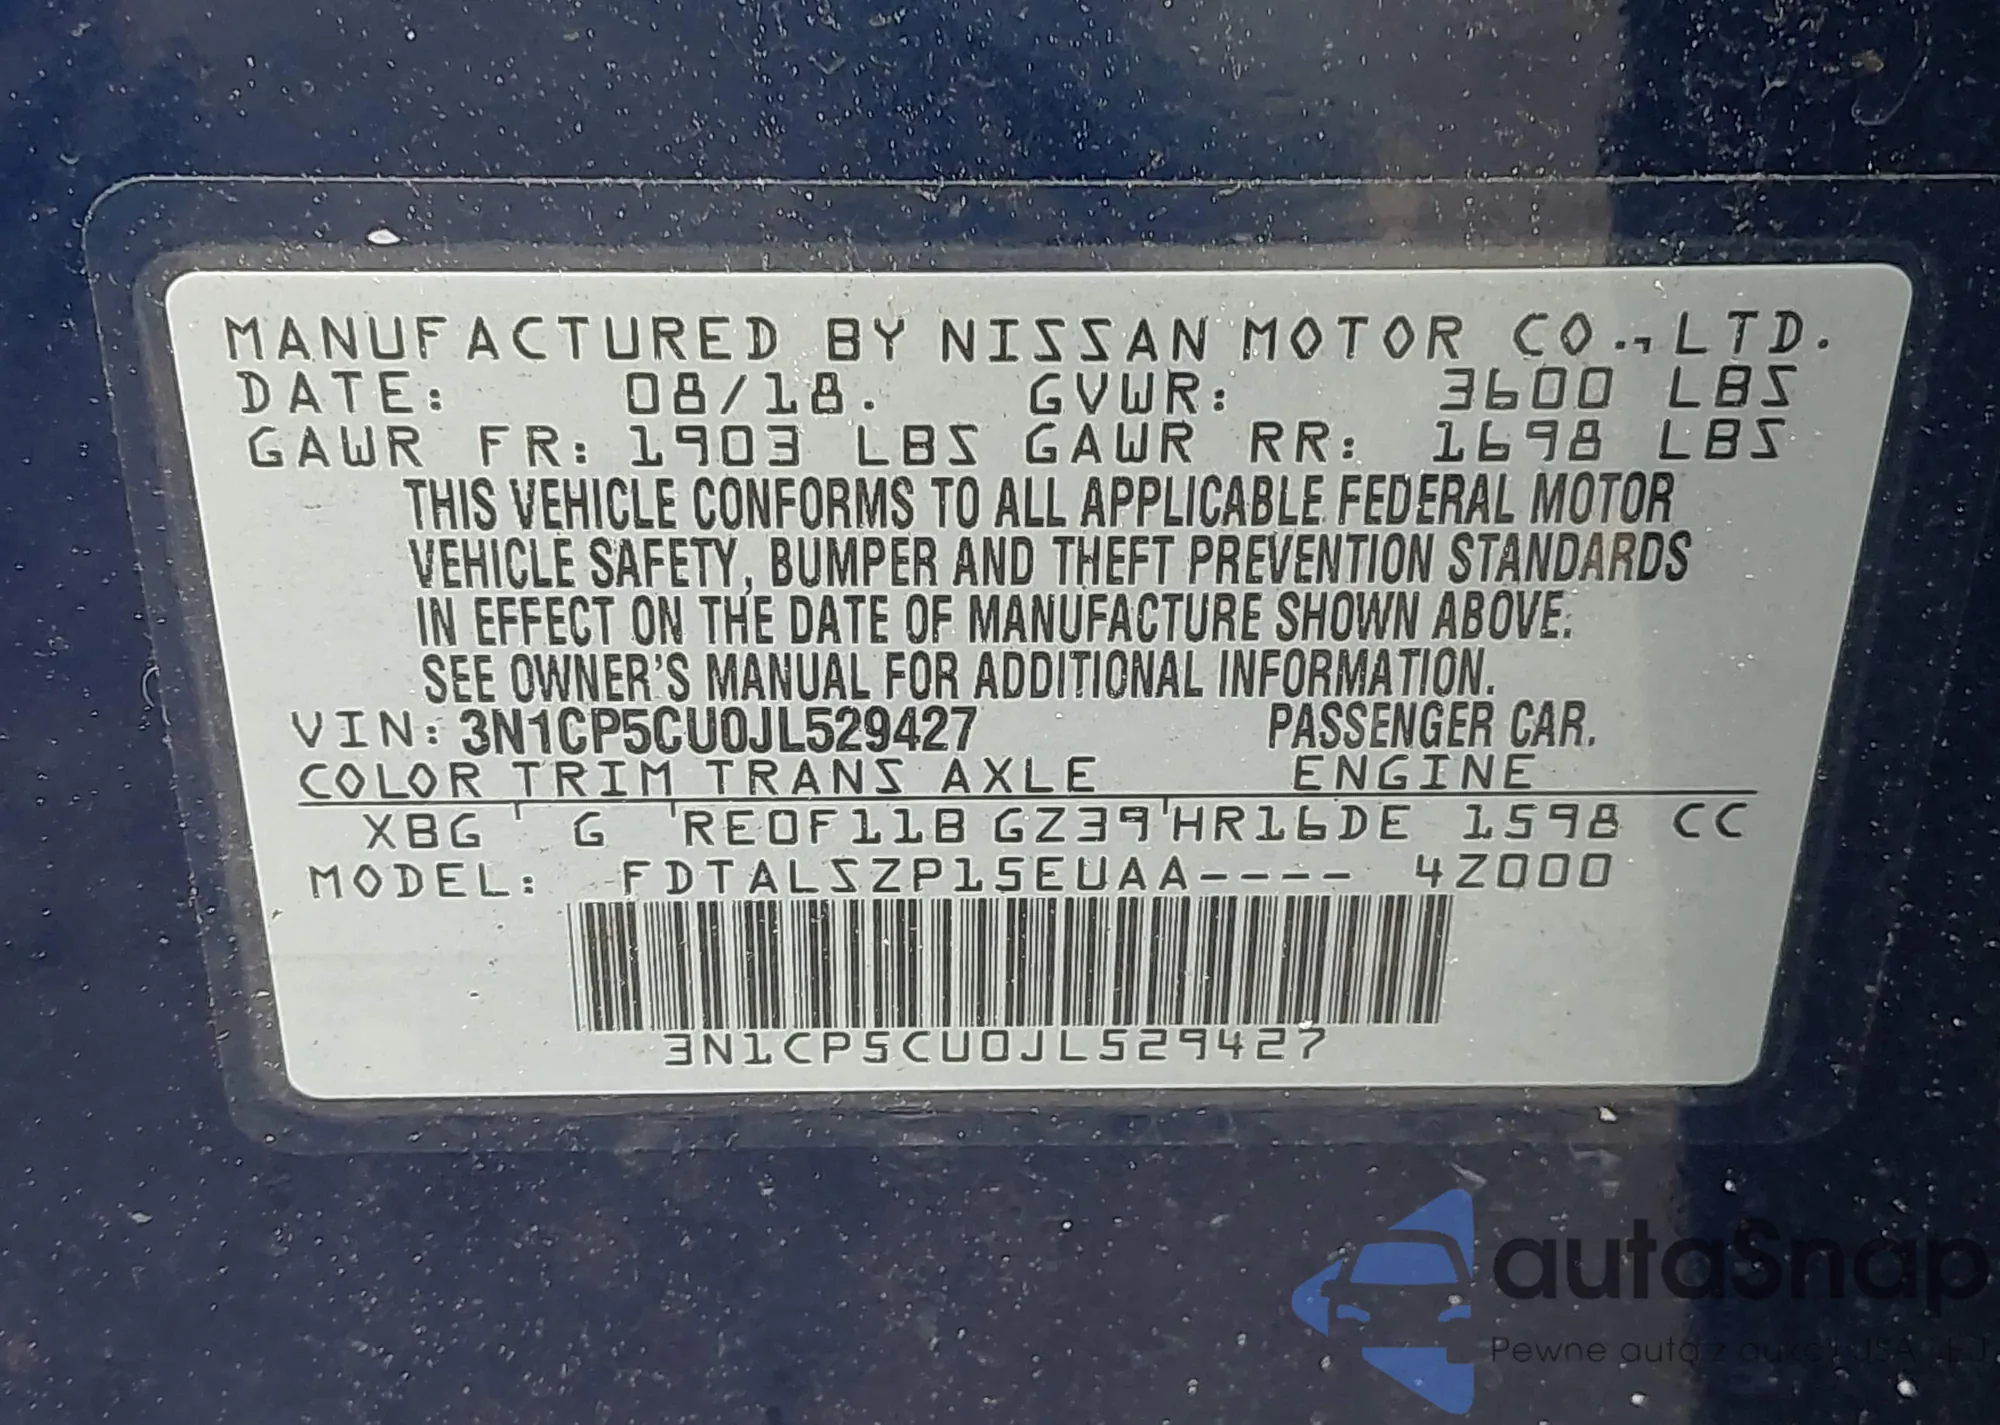 MANUFACTURED BY NISSAN MOTOR CO., LTD.
DATE: 08/18. GVWR: 3600 LBS
GAWR FR: 1903 LBS GAWR RR: 1698 LBS
THIS VEHICLE CONFORMS TO ALL APPLICABLE FEDERAL MOTOR
VEHICLE SAFETY, BUMPER AND THEFT PREVENTION STANDARDS
IN EFFECT ON THE DATE OF MANUFACTURE SHOWN ABOVE.
SEE OWNER'S MANUAL FOR ADDITIONAL INFORMATION.
VIN: 3N1CP5CU0JL529427 PASSENGER CAR.
COLOR TRIM TRANS AXLE ENGINE
XBG G RE0F11B GZ39 HR16DE 1598 CC
MODEL: FDTALSZP15EUAA---- 4Z000
3N1CP5CU0JL529427
autaSnap
Pewne auta z aukcji